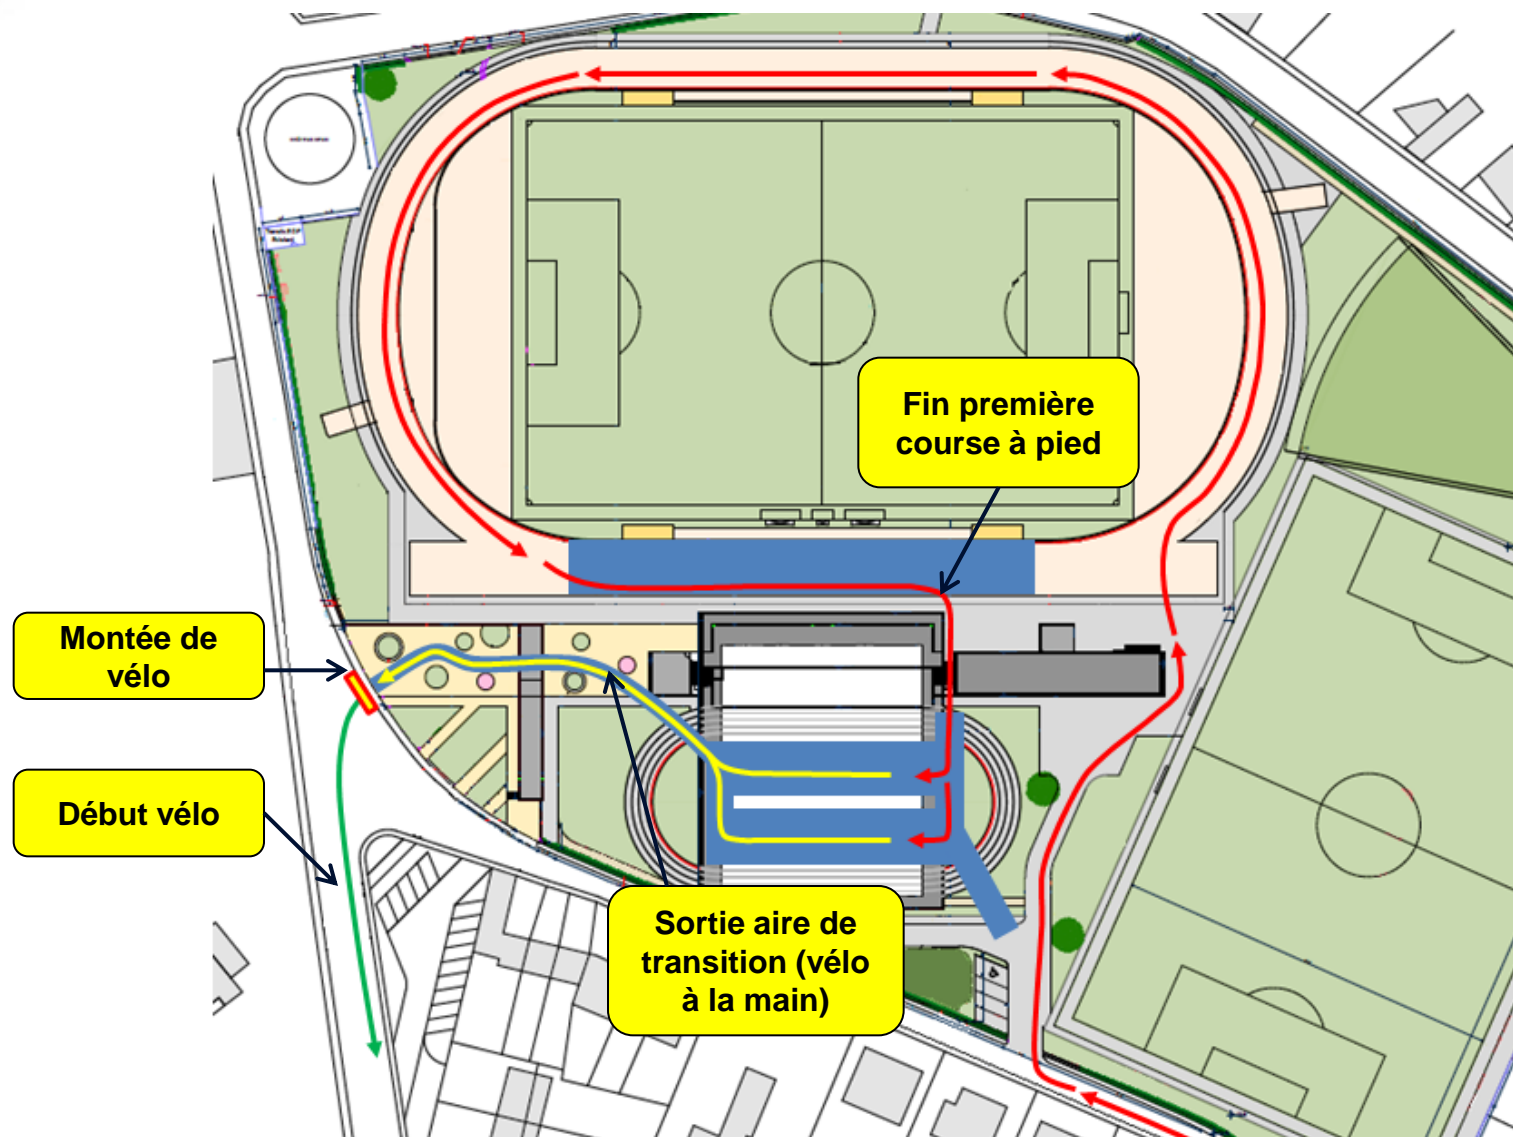 Fin première
course à pied
Montée de
vélo
Début vélo
Sortie aire de
transition (vélo
à la main)